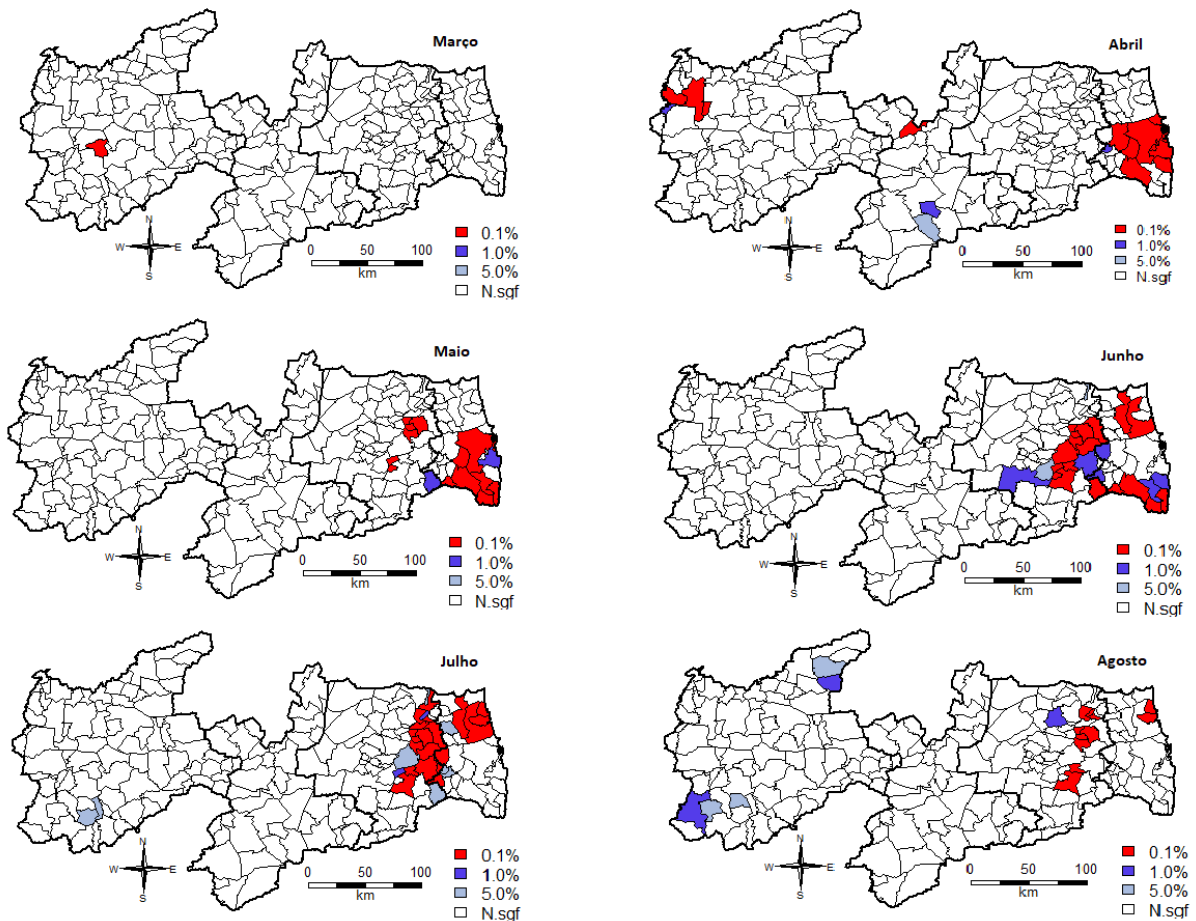 Março
N
W E
S
0.1%
1.0%
5.0%
N.sgf
0 50 100
km
Abril
N
W E
S
0.1%
1.0%
5.0%
N.sgf
0 50 100
km
Maio
N
W E
S
0.1%
1.0%
5.0%
N.sgf
0 50 100
km
Junho
N
W E
S
0.1%
1.0%
5.0%
N.sgf
0 50 100
km
Julho
N
W E
S
0.1%
1.0%
5.0%
N.sgf
0 50 100
km
Agosto
N
W E
S
0.1%
1.0%
5.0%
N.sgf
0 50 100
km